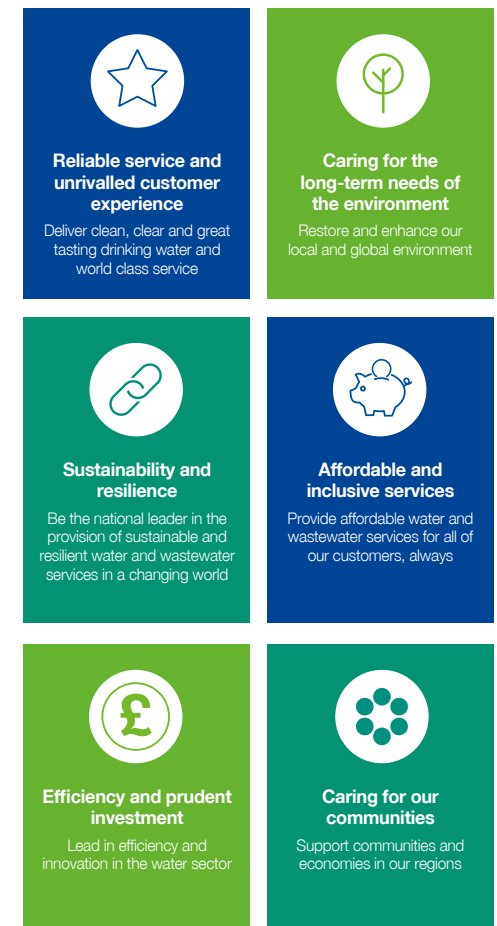 Reliable service and
unrivalled customer
experience
Deliver clean, clear and great
tasting drinking water and
world class service
Caring for the
long-term needs of
the environment
Restore and enhance our
local and global environment
Sustainability and
resilience
Be the national leader in the
provision of sustainable and
resilient water and wastewater
services in a changing world
Affordable and
inclusive services
Provide affordable water and
wastewater services for all of
our customers, always
£
Efficiency and prudent
investment
Lead in efficiency and
innovation in the water sector
Caring for our
communities
Support communities and
economies in our regions